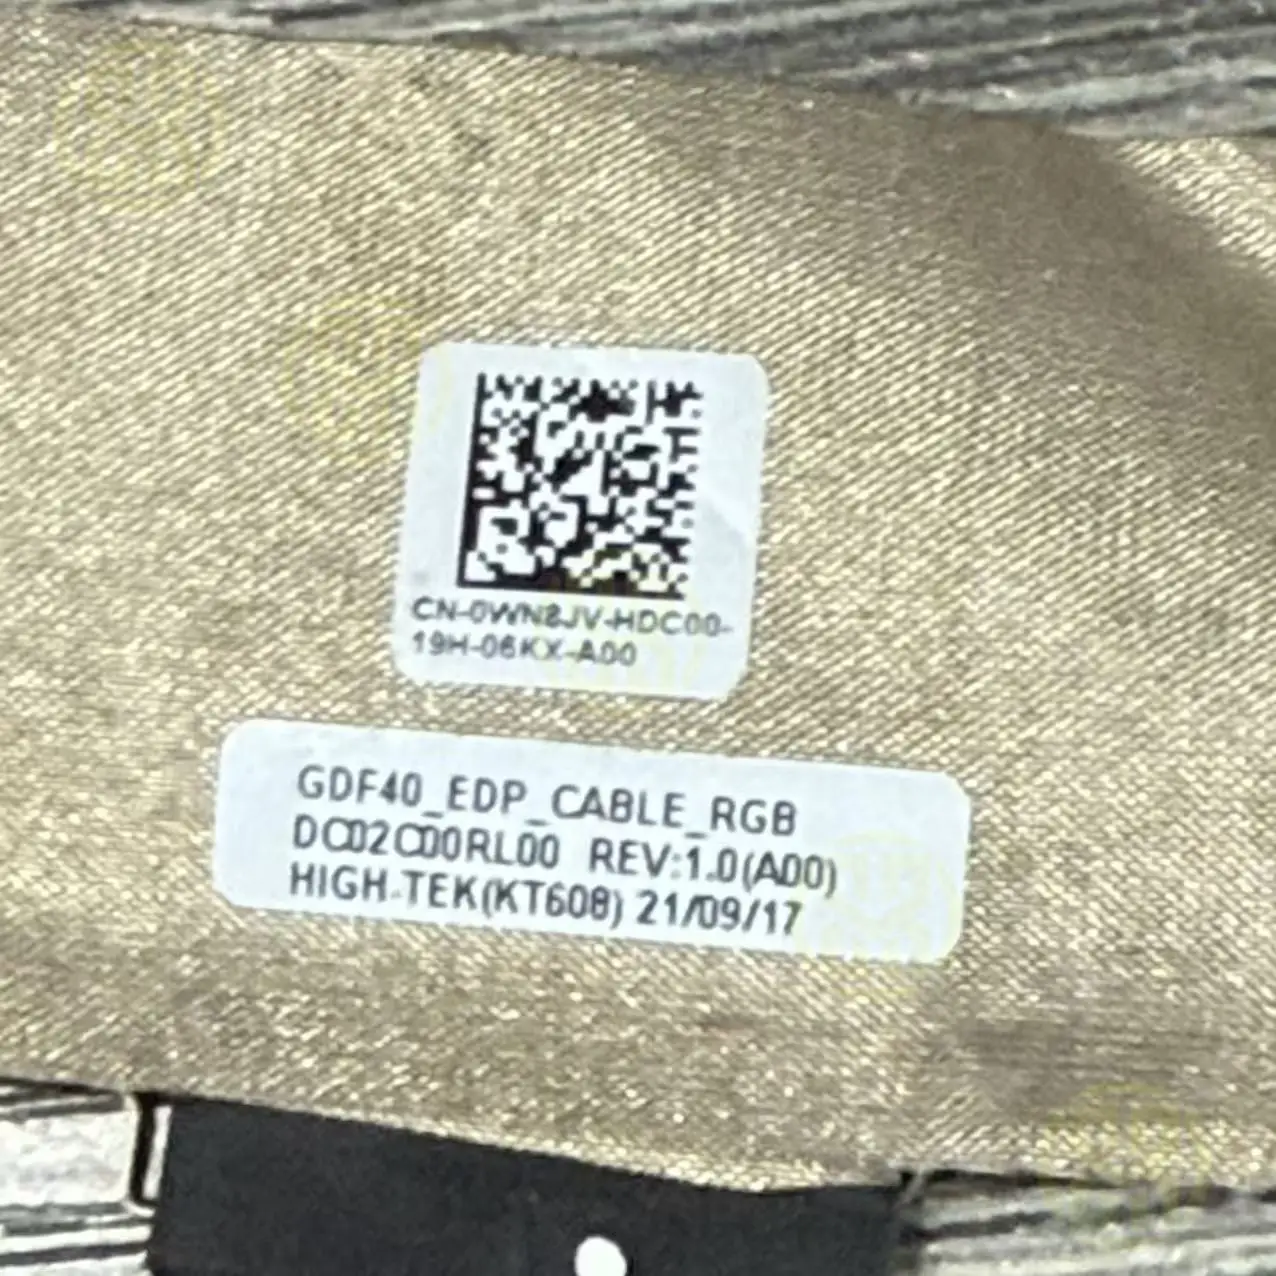 CN-0WN8JV-HDC00-
19H-06KX-A00
GDF40_EDP_CABLE_RGB
DC02C00RL00 REV:1.0(A00)
HIGH-TEK(KT608) 21/09/17